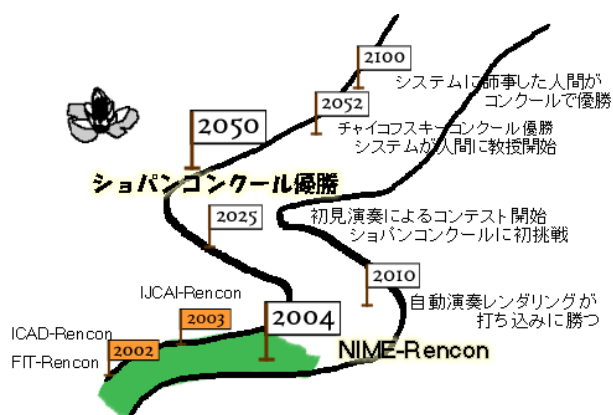 2100
システムに師事した人間が
コンクールで優勝
2052
チャイコフスキーコンクール優勝
システムが人間に教授開始
2050
ショパンコンクール優勝
2025
初見演奏によるコンテスト開始
ショパンコンクールに初挑戦
2010
自動演奏レンダリングが
打ち込みに勝つ
IJCAI-Rencon
2003
2004
NIME-Rencon
ICAD-Rencon
2002
FIT-Rencon